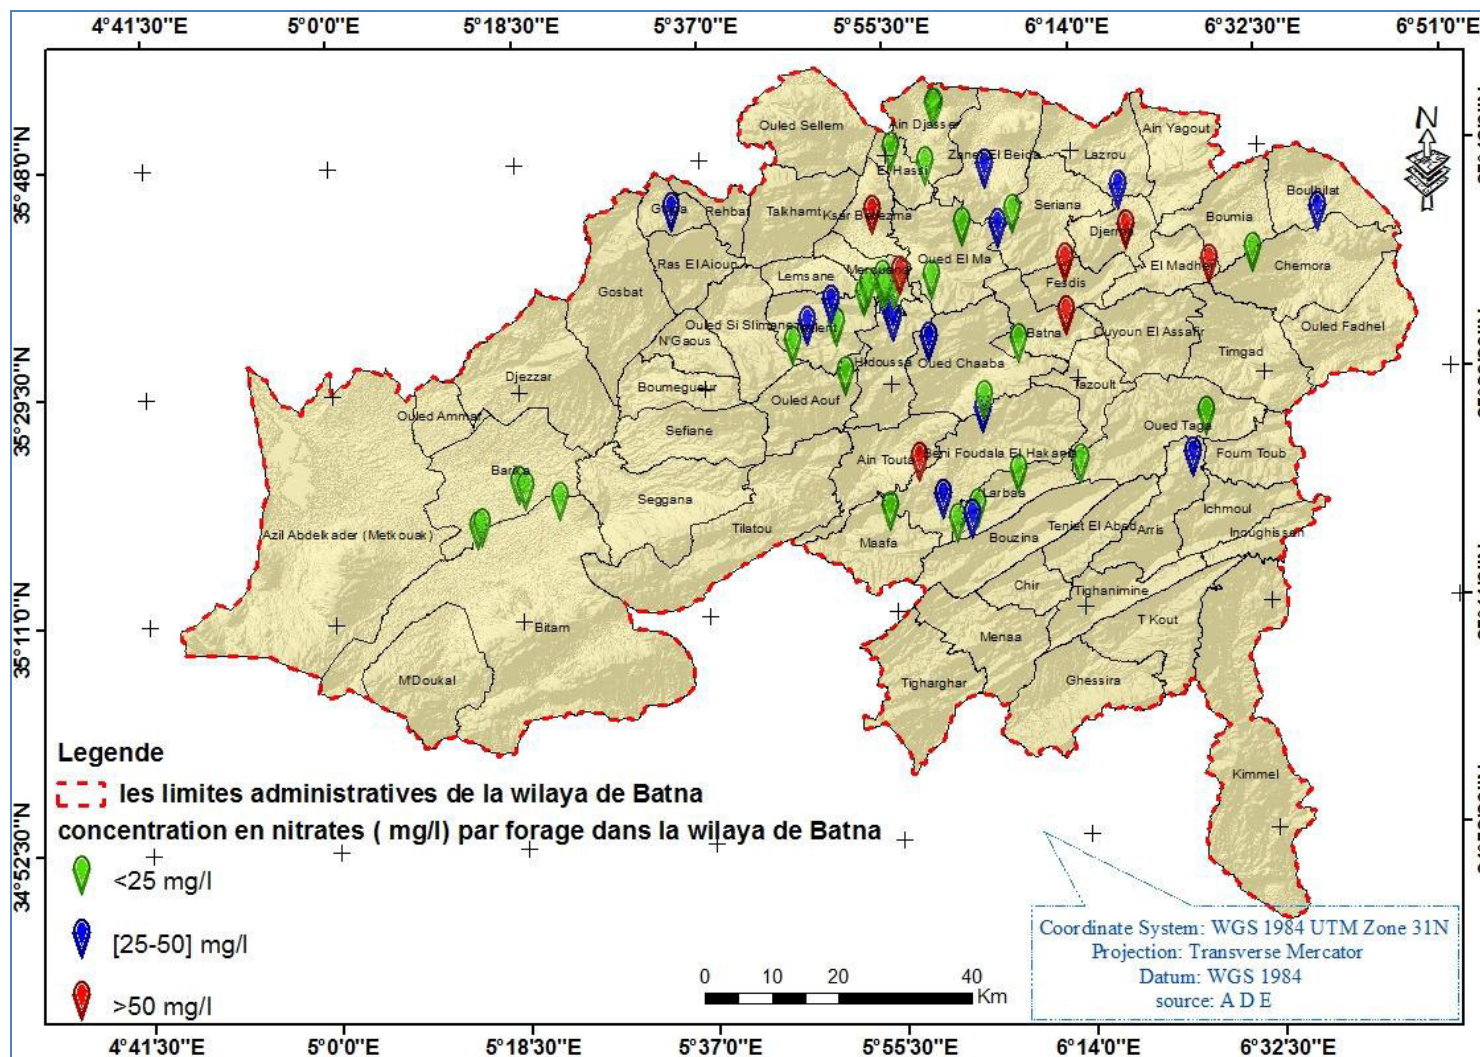 4°41'30"E 5°0'0"E 5°18'30"E 5°37'0"E 5°55'30"E 6°14'0"E 6°32'30"E 6°51'0"E
N
Ouled Sellem
Ain Djasser
Ain Yagout
Zanet El Beida
Lazrou
El Hassi
35°48'0"N
Boulhilat
Gosba
Rehbat
Talkhamt
Ksar Belezma
Seriana
Boumia
Djerma
Ras El Aioun
Lemsane
Merouana
Oued El Ma
El Madher
Chemora
Gosbat
Fesdis
Ouled Si Slimane
N'Gaous
Batna
Ouyoun El Assafir
Ouled Fadhel
Hidoussa
Oued Chaaba
Timgad
Djezzar
Boumegueur
Tazoult
35°29'30"N
Ouled Ammar
Ouled Aouf
Sefiane
Oued Taga
Barika
Ain Touta
Beni Foudala El Hakania
Foum Toub
Seggana
Larbaa
Ichmoul
Azil Abdelkader (Metkouak)
Tilatou
Maafa
Bouzina
Teniet El Abed
Arris
Inoughissen
Chir
Tighanimine
35°11'0"N
Bitam
Menaa
T Kout
M'Doukal
Tigharghar
Ghessira
Kimmel
Legende
les limites administratives de la wilaya de Batna
concentration en nitrates ( mg/l) par forage dans la wilaya de Batna
34°52'30"N
<25 mg/l
[25-50] mg/l
>50 mg/l
0 10 20 40
Km
Coordinate System: WGS 1984 UTM Zone 31N
Projection: Transverse Mercator
Datum: WGS 1984
source: A D E
4°41'30"E 5°0'0"E 5°18'30"E 5°37'0"E 5°55'30"E 6°14'0"E 6°32'30"E